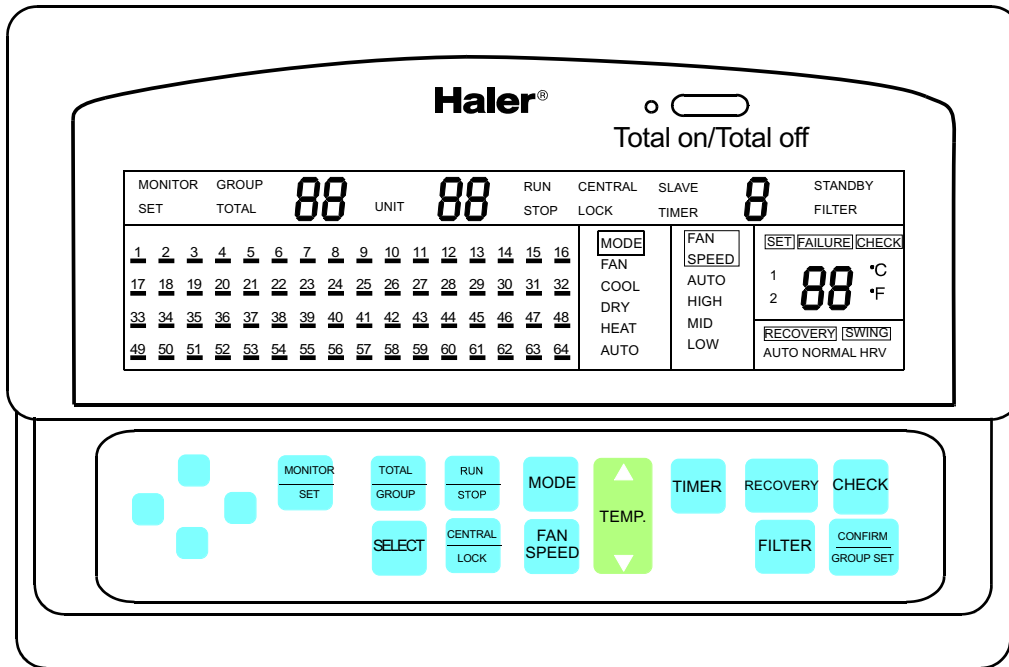 Haler®
Total on/Total off
MONITOR GROUP 88 UNIT 88 RUN CENTRAL SLAVE 8 STANDBY
SET TOTAL STOP LOCK TIMER FILTER
1 2 3 4 5 6 7 8 9 10 11 12 13 14 15 16
17 18 19 20 21 22 23 24 25 26 27 28 29 30 31 32
33 34 35 36 37 38 39 40 41 42 43 44 45 46 47 48
49 50 51 52 53 54 55 56 57 58 59 60 61 62 63 64
MODE
FAN
COOL
DRY
HEAT
AUTO
FAN
SPEED
AUTO
HIGH
MID
LOW
SET FAILURE CHECK
1 88 °C
2 °F
RECOVERY SWING
AUTO NORMAL HRV
MONITOR
SET
TOTAL
GROUP
RUN
STOP
MODE
TEMP.
TIMER
RECOVERY
CHECK
SELECT
CENTRAL
LOCK
FAN
SPEED
FILTER
CONFIRM
GROUP SET